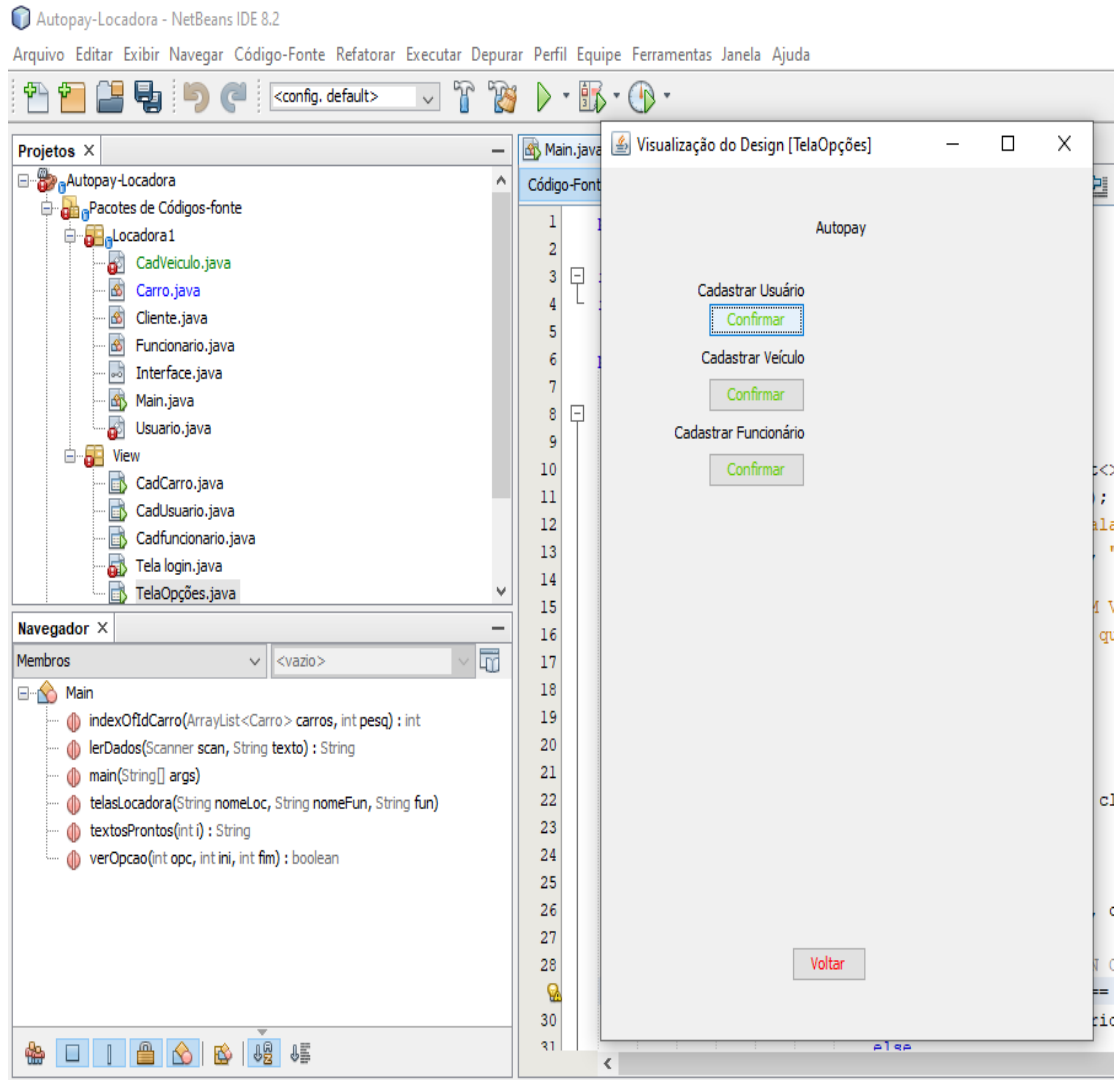 Autopay-Locadora - NetBeans IDE 8.2
Arquivo Editar Exibir Navegar Código-Fonte Refatorar Executar Depurar Perfil Equipe Ferramentas Janela Ajuda
<config. default>
Projetos
Autopay-Locadora
Pacotes de Códigos-fonte
Locadora1
CadVeiculo.java
Carro.java
Cliente.java
Funcionario.java
Interface.java
Main.java
Usuario.java
View
CadCarro.java
CadUsuario.java
Cadfuncionario.java
Tela login.java
TelaOpções.java
Navegador
Membros
<vazio>
Main
indexOfIdCarro(ArrayList<Carro> carros, int pesq) : int
lerDados(Scanner scan, String texto) : String
main(String[] args)
telasLocadora(String nomeLoc, String nomeFun, String fun)
textosProntos(int i) : String
verOpcao(int opc, int ini, int fim) : boolean
Main.java
Código-Font
1
2
3
4
5
6
7
8
9
10
11
12
13
14
15
16
17
18
19
20
21
22
23
24
25
26
27
28
30
31
else
Visualização do Design [TelaOpções]
Autopay
Cadastrar Usuário
Confirmar
Cadastrar Veículo
Confirmar
Cadastrar Funcionário
Confirmar
Voltar